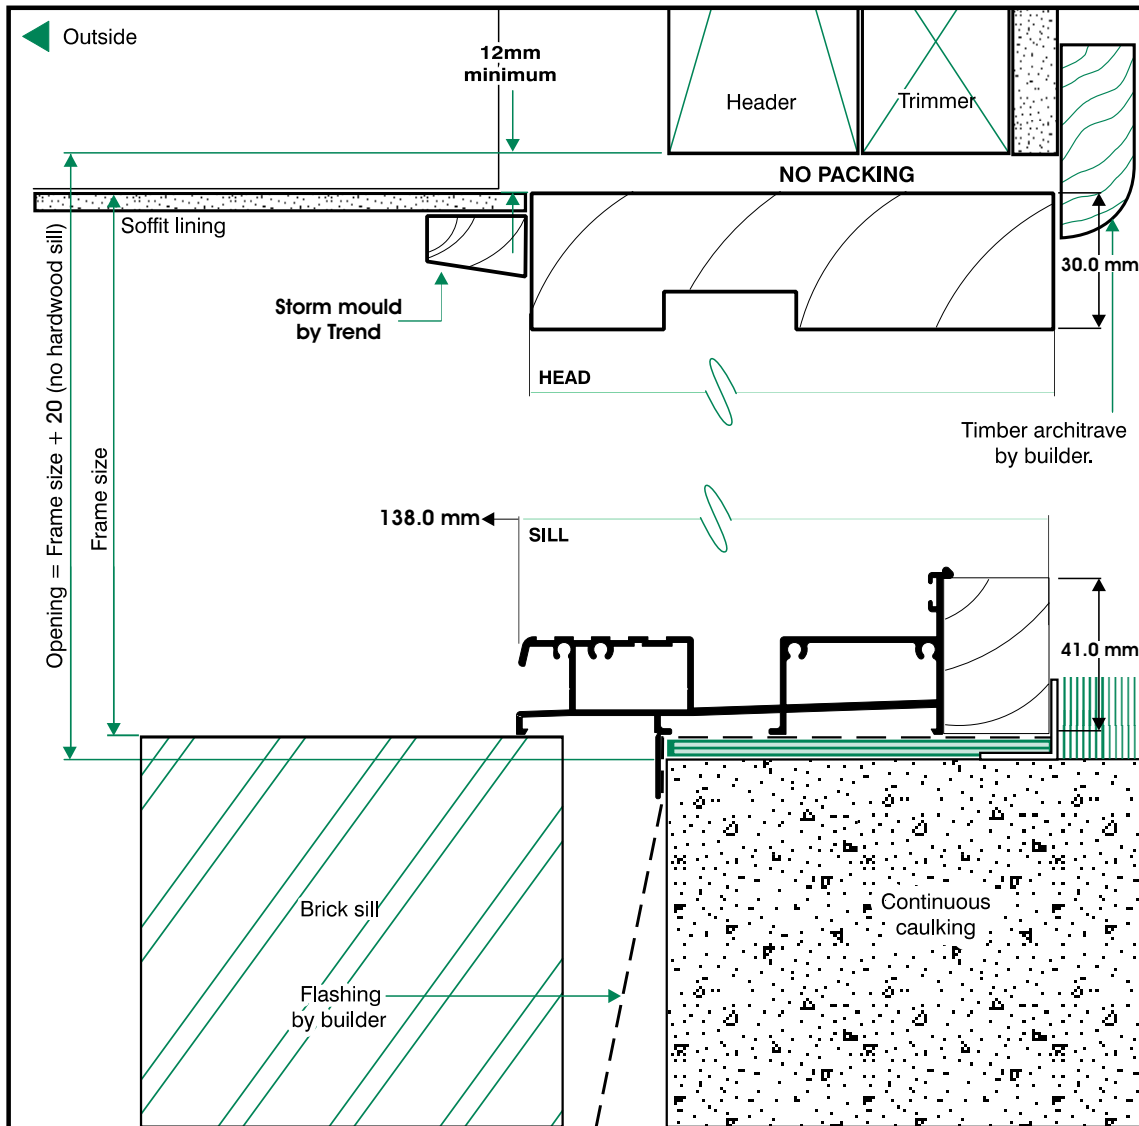 Outside
12mm
minimum
Header
Trimmer
NO PACKING
Soffit lining
30.0 mm
Storm mould
by Trend
HEAD
Timber architrave
by builder.
Opening = Frame size + 20 (no hardwood sill)
Frame size
138.0 mm
SILL
41.0 mm
Brick sill
Continuous
caulking
Flashing
by builder